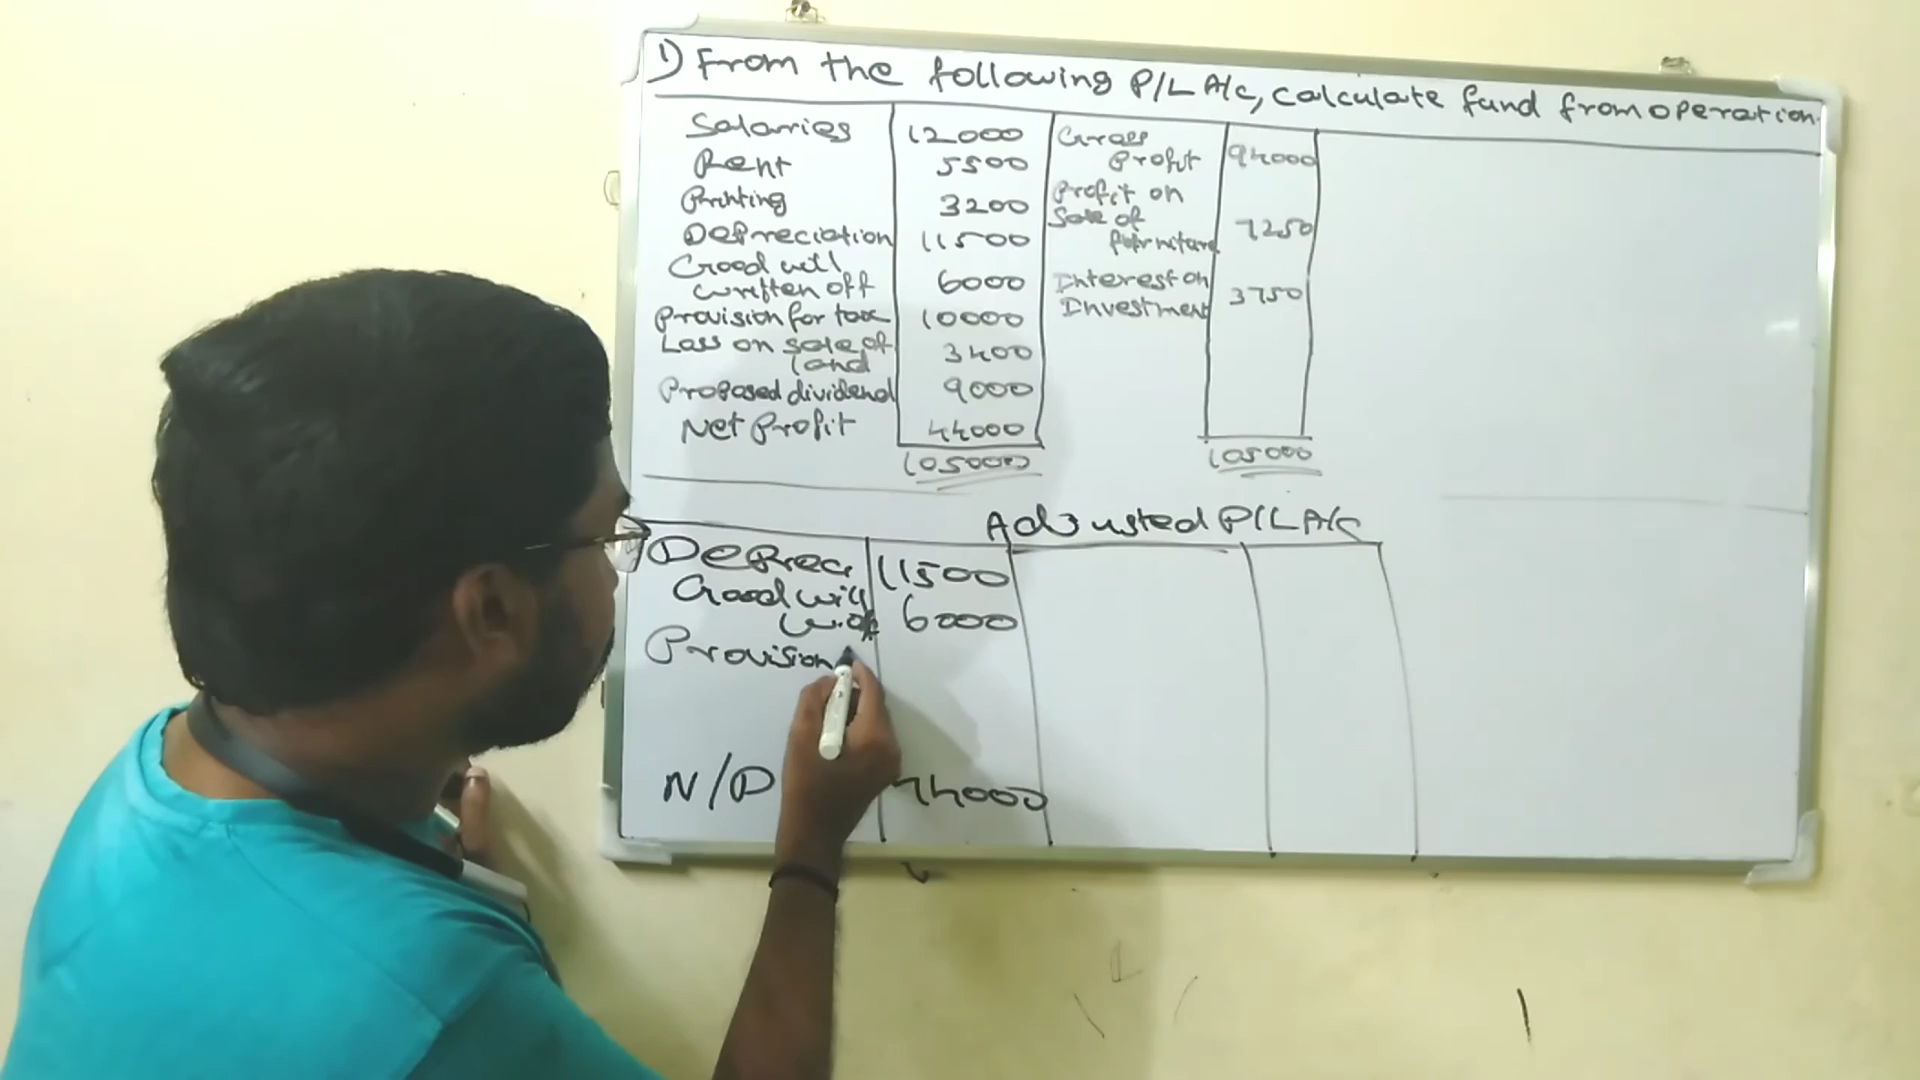 1) From the following P/L A/c, calculate fund from operation.
Salaries 12000 Gross
Rent 5500 Profit 94000
Printing 3200 Profit on
Depreciation 11500 Sale of furniture 7250
Good will
written off 6000 Interest on
Provision for tax 10000 Investment 3750
Loss on sale of
land 3400
Proposed dividend 9000
Net Profit 44000
105000 105000
Adjusted P/L A/c
Deprec 11500
Good will
w.off 6000
Provision
N/P 44000